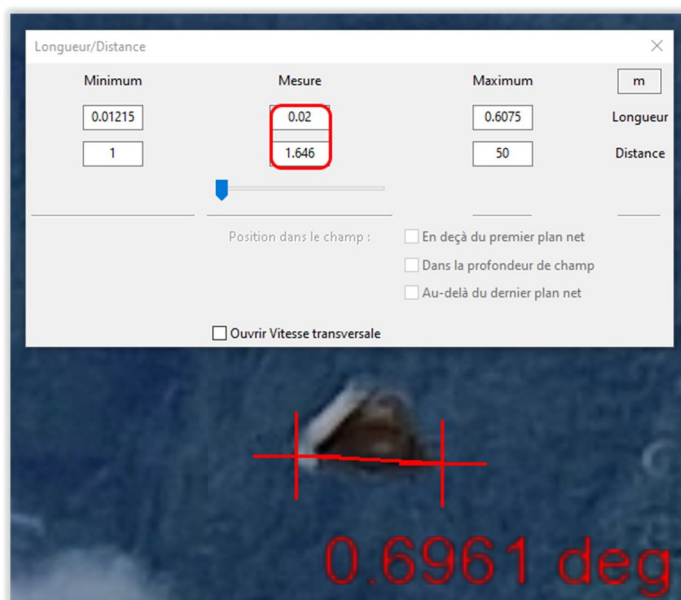 Longueur/Distance
Minimum Mesure Maximum m
0.01215 0.02 0.6075 Longueur
1 1.646 50 Distance
Position dans le champ : En deçà du premier plan net
Dans la profondeur de champ
Au-delà du dernier plan net
Ouvrir Vitesse transversale
0.6961 deg